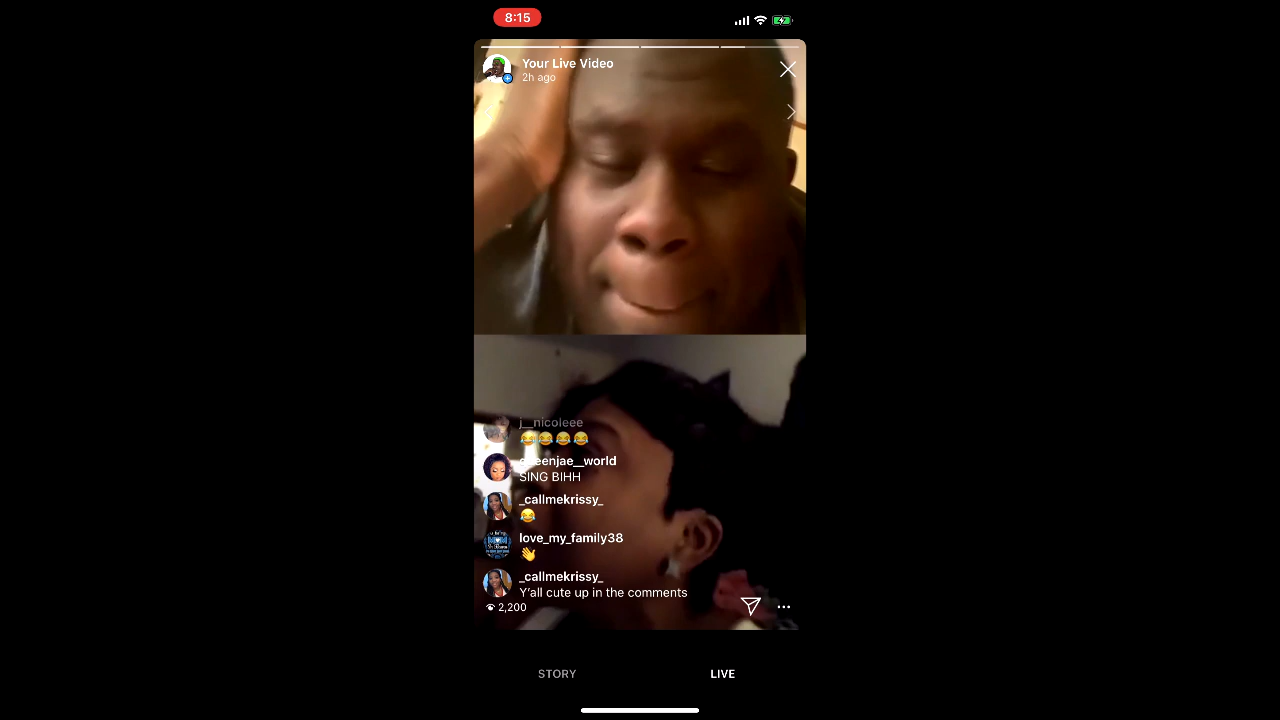 8:15
Your Live Video
2h ago
j__nicoleee
😂😂😂😂
queenjae__world
SING BIHH
_callmekrissy_
😂
love_my_family38
👋
_callmekrissy_
Y'all cute up in the comments
2,200
STORY
LIVE